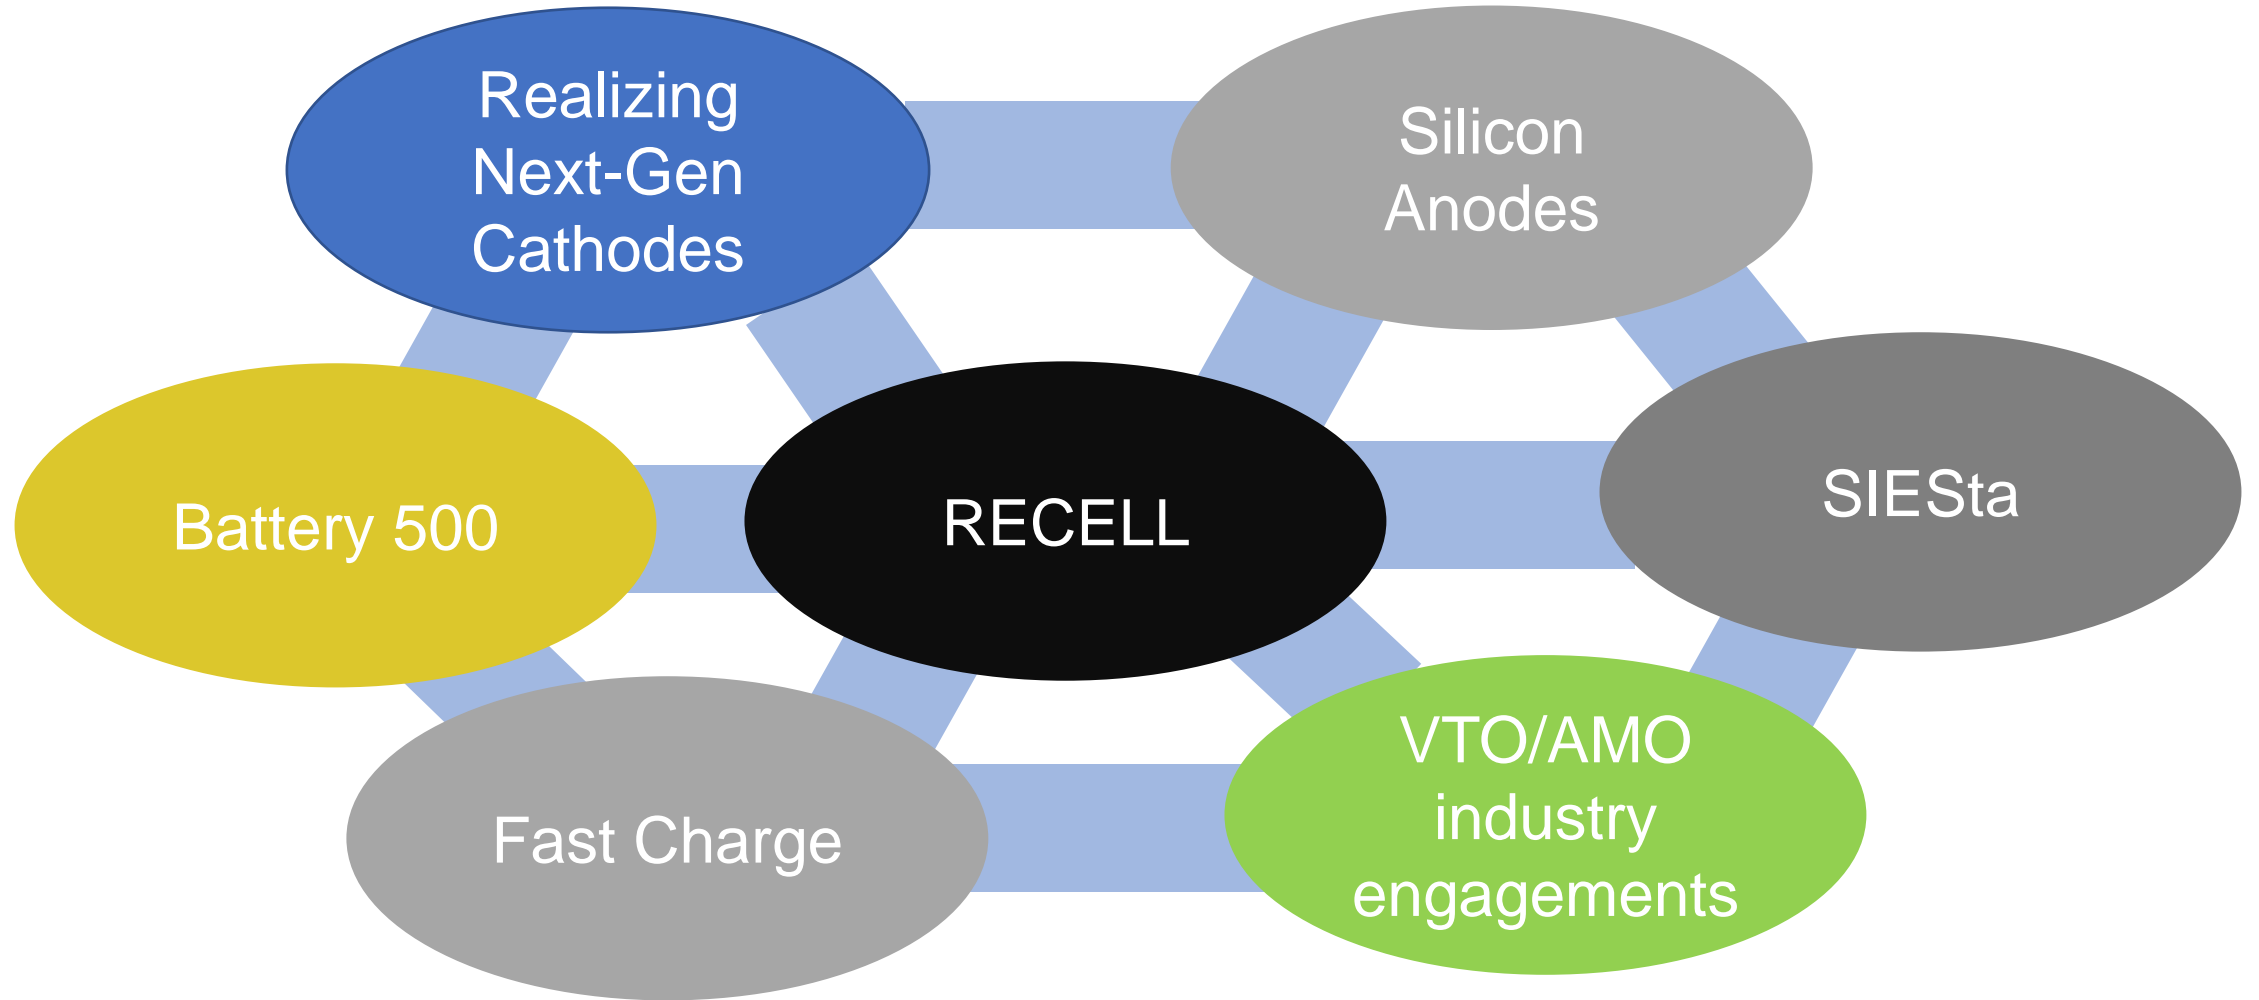 Realizing
Next-Gen
Cathodes
Silicon
Anodes
Battery 500
RECELL
SIESta
Fast Charge
VTO/AMO
industry
engagements